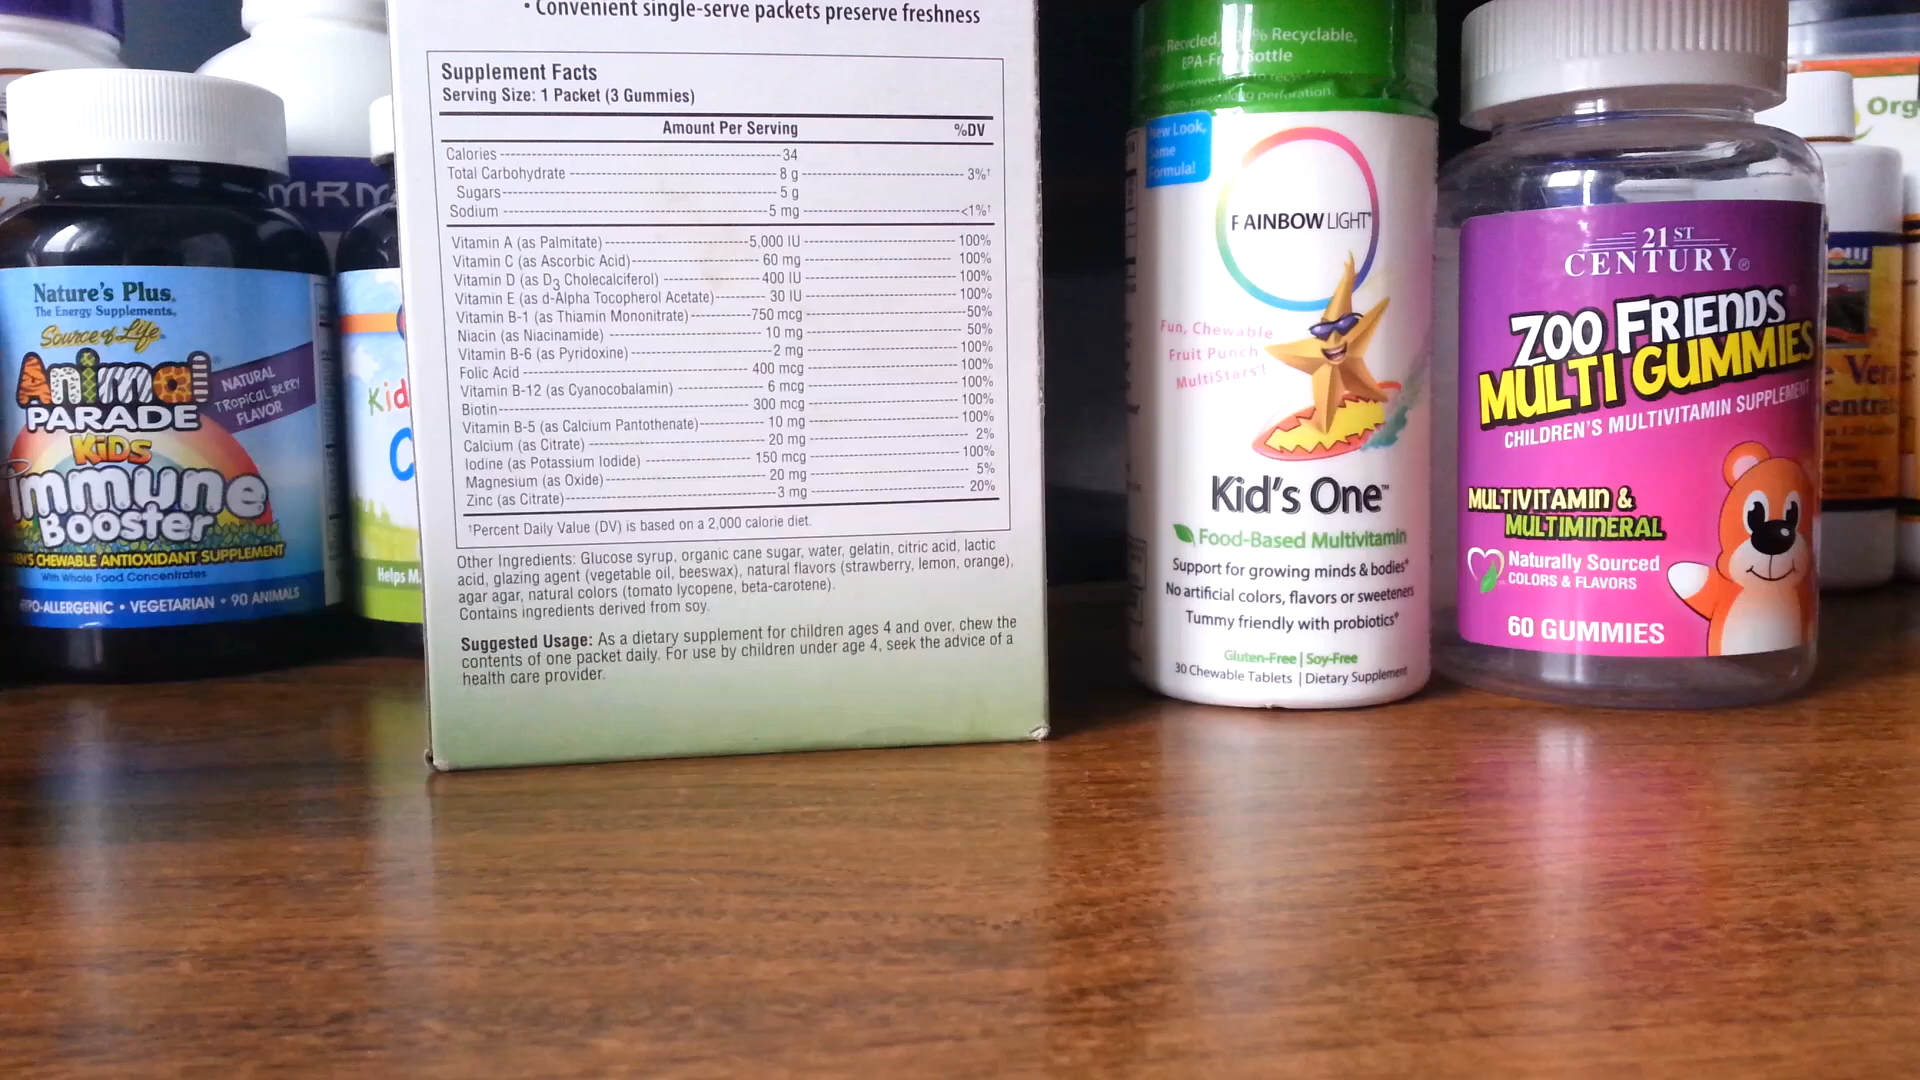 Nature's Plus.
The Energy Supplements.
Source of Life.
Animal
PARADE
KiDS
Immune
Booster
CHEWABLE ANTIOXIDANT SUPPLEMENT
With Whole Food Concentrates
VEGETARIAN • 90 ANIMALS
NATURAL
TROPICAL BERRY
FLAVOR
MRM
Kid
C
Helps
• Convenient single-serve packets preserve freshness
Supplement Facts
Serving Size: 1 Packet (3 Gummies)
Amount Per Serving %DV
Calories 34
Total Carbohydrate 8 g 3%†
Sugars 5 g
Sodium 5 mg <1%†
Vitamin A (as Palmitate) 5,000 IU 100%
Vitamin C (as Ascorbic Acid) 60 mg 100%
Vitamin D (as D3 Cholecalciferol) 400 IU 100%
Vitamin E (as d-Alpha Tocopherol Acetate) 30 IU 100%
Vitamin B-1 (as Thiamin Mononitrate) 750 mcg 50%
Niacin (as Niacinamide) 10 mg 50%
Vitamin B-6 (as Pyridoxine) 2 mg 100%
Folic Acid 400 mcg 100%
Vitamin B-12 (as Cyanocobalamin) 6 mcg 100%
Biotin 300 mcg 100%
Vitamin B-5 (as Calcium Pantothenate) 10 mg 100%
Calcium (as Citrate) 20 mg 2%
Iodine (as Potassium Iodide) 150 mcg 100%
Magnesium (as Oxide) 20 mg 5%
Zinc (as Citrate) 3 mg 20%
†Percent Daily Value (DV) is based on a 2,000 calorie diet.
Other Ingredients: Glucose syrup, organic cane sugar, water, gelatin, citric acid, lactic
acid, glazing agent (vegetable oil, beeswax), natural flavors (strawberry, lemon, orange),
agar agar, natural colors (tomato lycopene, beta-carotene).
Contains ingredients derived from soy.
Suggested Usage: As a dietary supplement for children ages 4 and over, chew the
contents of one packet daily. For use by children under age 4, seek the advice of a
health care provider.
Recycled, % Recyclable,
Bottle
along perforation
New Look,
Same
Formula!
RAINBOW LIGHT®
Fun, Chewable
Fruit Punch
MultiStars™!
Kid's One™
Food-Based Multivitamin
Support for growing minds & bodies*
No artificial colors, flavors or sweeteners
Tummy friendly with probiotics*
Gluten-Free | Soy-Free
30 Chewable Tablets | Dietary Supplement
21ST
CENTURY®
ZOO FRIENDS®
MULTI GUMMIES
CHILDREN'S MULTIVITAMIN SUPPLEMENT
MULTIVITAMIN &
MULTIMINERAL
Naturally Sourced
COLORS & FLAVORS
60 GUMMIES
Org